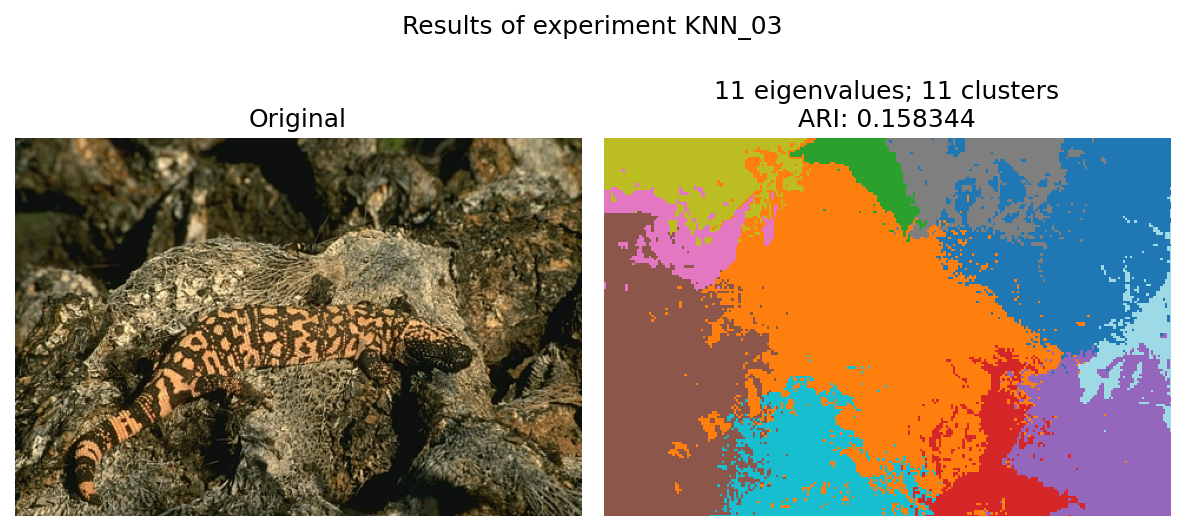 Results of experiment KNN_03
Original
11 eigenvalues; 11 clusters
ARI: 0.158344